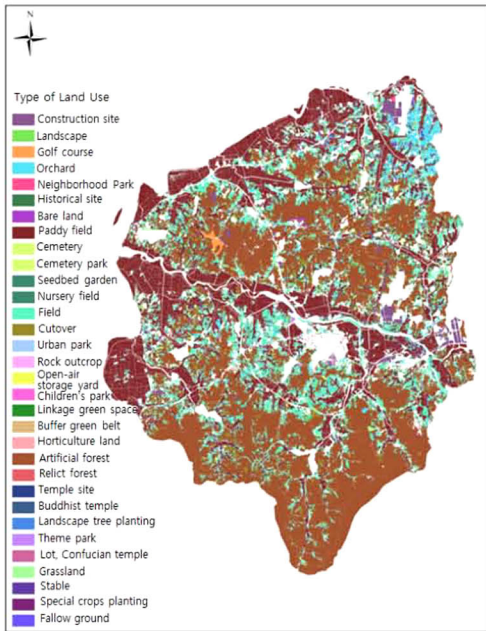 N
Type of Land Use
Construction site
Landscape
Golf course
Orchard
Neighborhood Park
Historical site
Bare land
Paddy field
Cemetery
Cemetery park
Seedbed garden
Nursery field
Field
Cutover
Urban park
Rock outcrop
Open-air
storage yard
Children's park
Linkage green space
Buffer green belt
Horticulture land
Artificial forest
Relict forest
Temple site
Buddhist temple
Landscape tree planting
Theme park
Lot, Confucian temple
Grassland
Stable
Special crops planting
Fallow ground